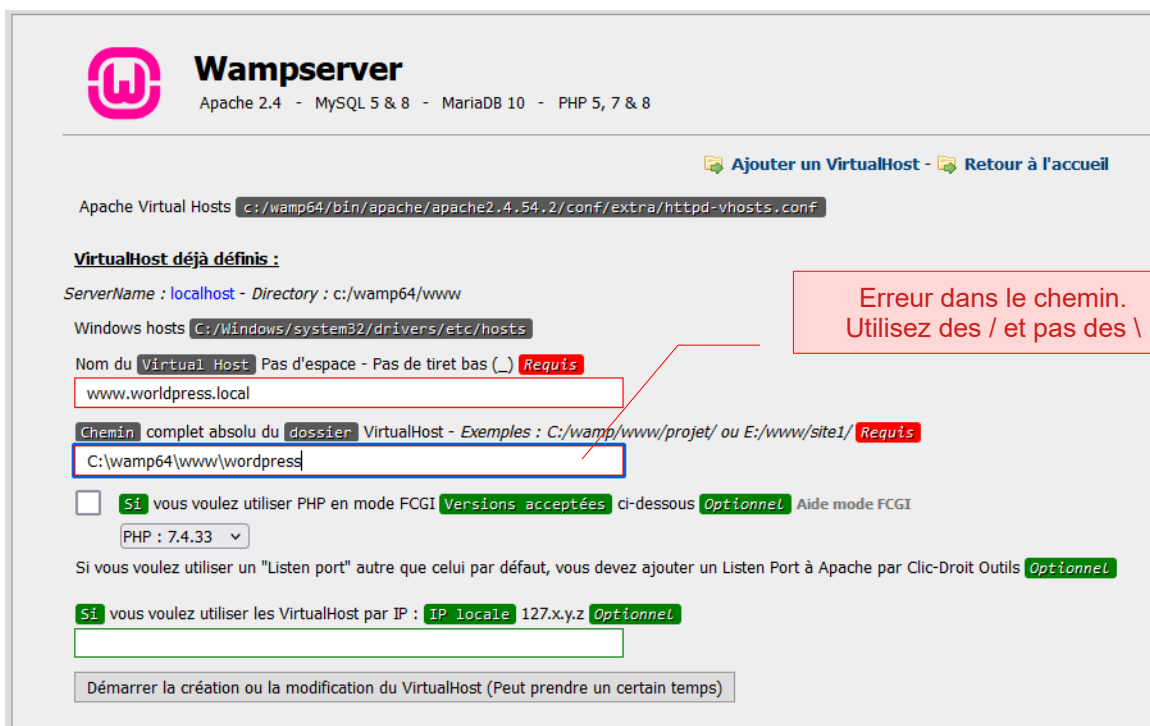 Wampserver
Apache 2.4 - MySQL 5 & 8 - MariaDB 10 - PHP 5, 7 & 8
Ajouter un VirtualHost - Retour à l'accueil
Apache Virtual Hosts c:/wamp64/bin/apache/apache2.4.54.2/conf/extra/httpd-vhosts.conf
VirtualHost déjà définis :
ServerName : localhost - Directory : c:/wamp64/www
Erreur dans le chemin.
Utilisez des / et pas des \
Windows hosts C:/Windows/system32/drivers/etc/hosts
Nom du Virtual Host Pas d'espace - Pas de tiret bas (_) Requis
www.worldpress.local
Chemin complet absolu du dossier VirtualHost - Exemples : C:/wamp/www/projet/ ou E:/www/site1/ Requis
C:\wamp64\www\wordpress
Si vous voulez utiliser PHP en mode FCGI Versions acceptées ci-dessous Optionnel Aide mode FCGI
PHP : 7.4.33
Si vous voulez utiliser un "Listen port" autre que celui par défaut, vous devez ajouter un Listen Port à Apache par Clic-Droit Outils Optionnel
Si vous voulez utiliser les VirtualHost par IP : IP locale 127.x.y.z Optionnel
Démarrer la création ou la modification du VirtualHost (Peut prendre un certain temps)